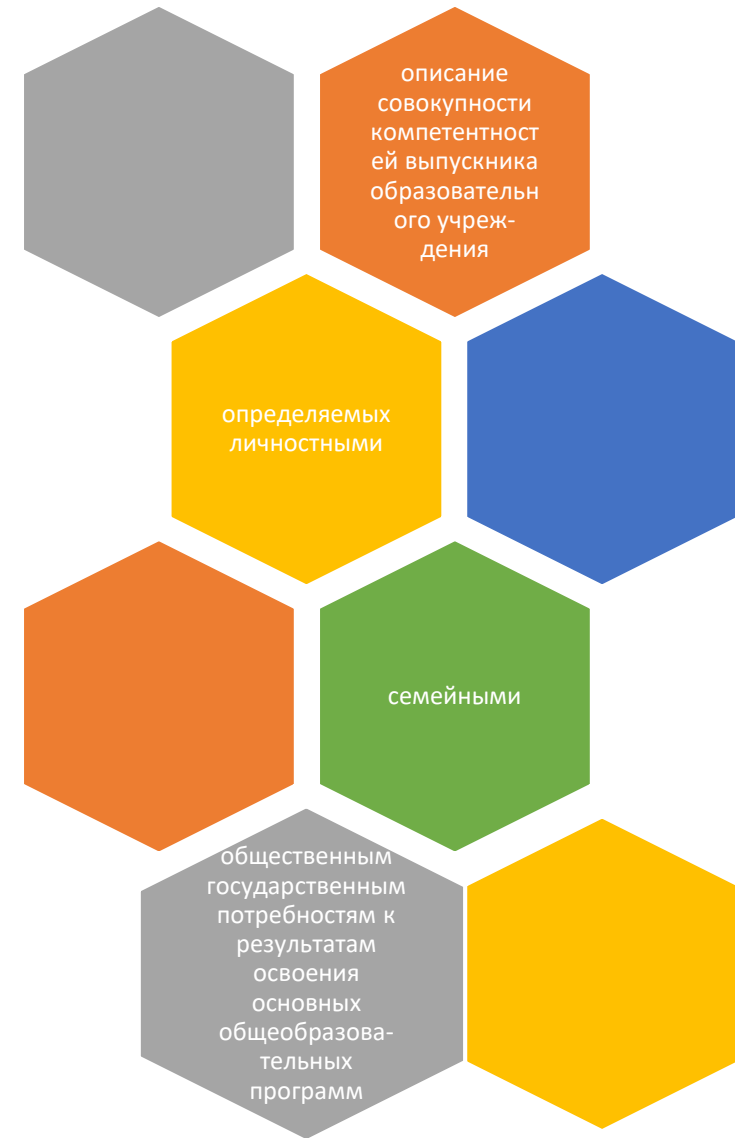 описание
совокупности
компетентност
ей выпускника
образовательн
ого учреж-
дения
определяемых
личностными
семейными
общественным
государственным
потребностям к
результатам
освоения
основных
общеобразова-
тельных
программ